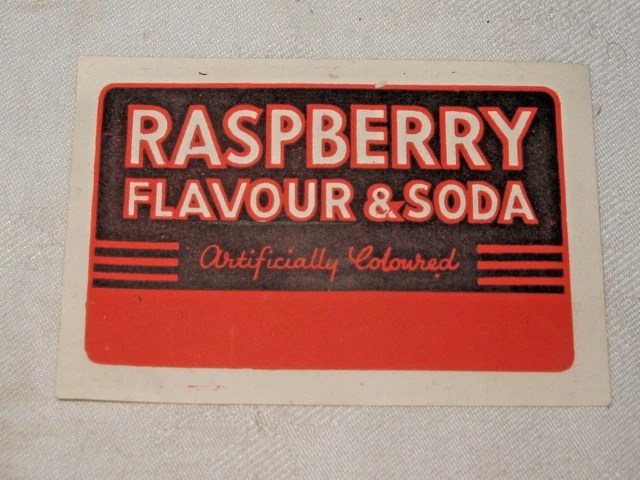 RASPBERRY
FLAVOUR & SODA
Artificially Coloured